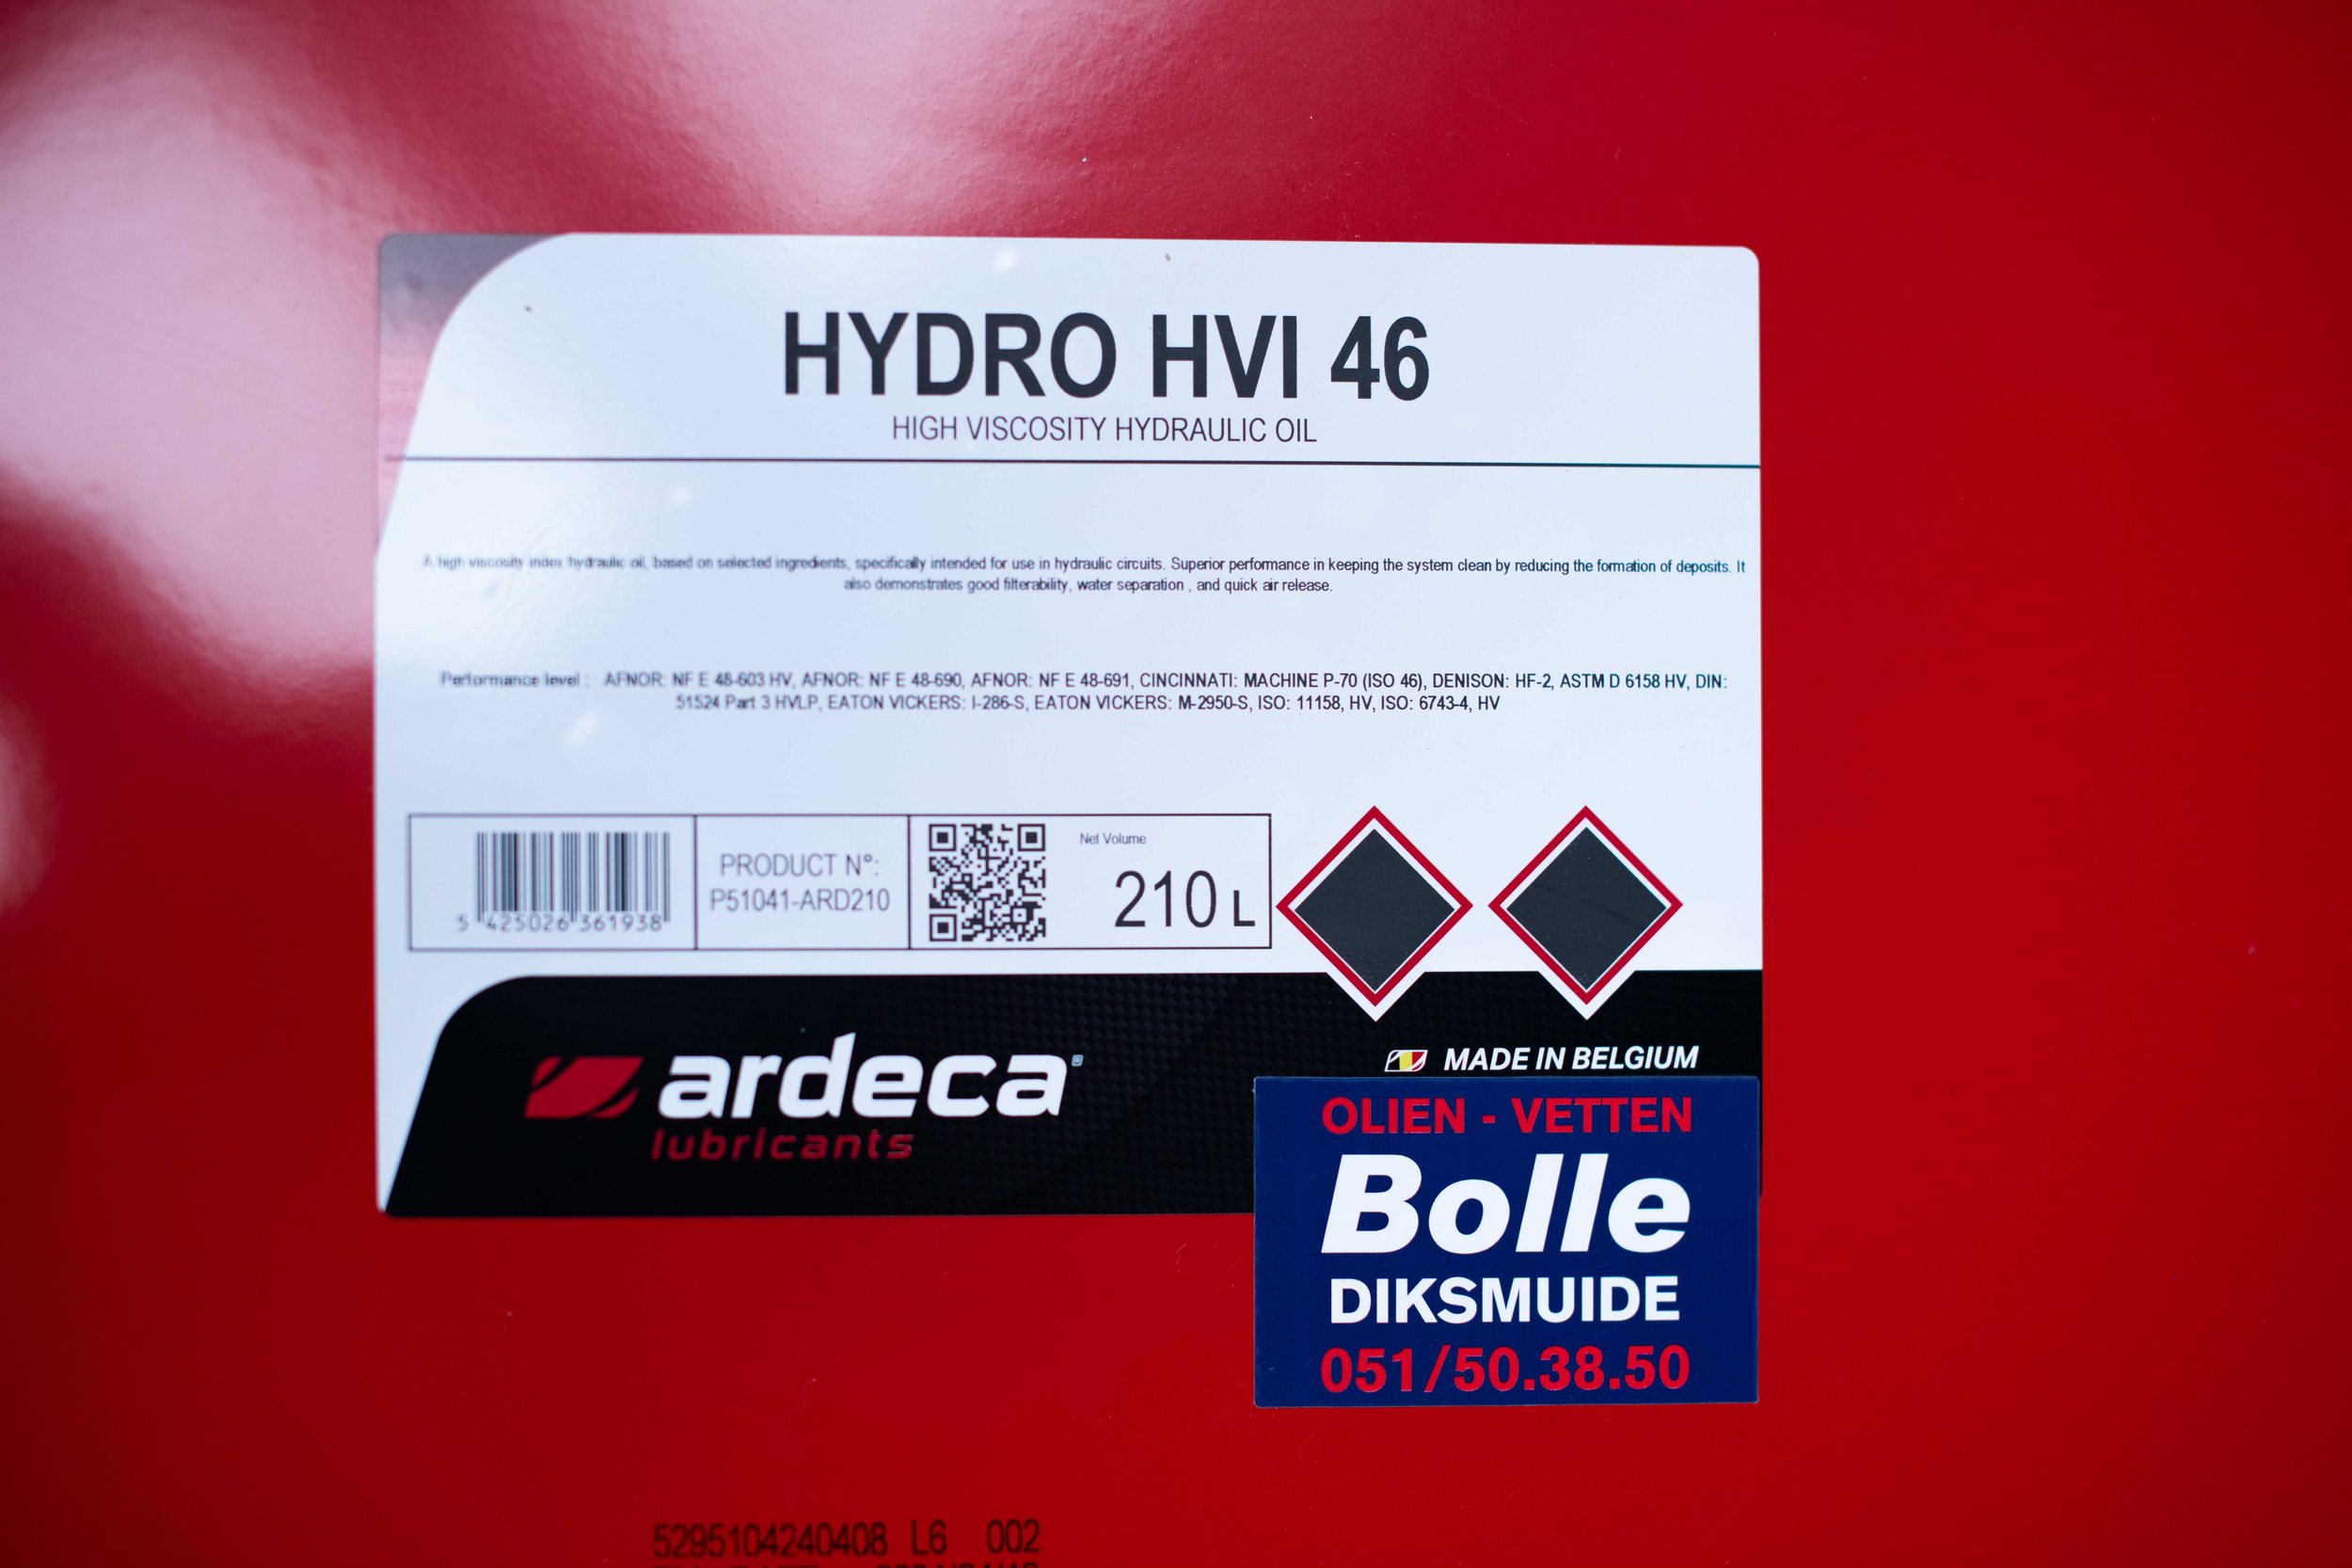 HYDRO HVI 46
HIGH VISCOSITY HYDRAULIC OIL
A high viscosity index hydraulic oil, based on selected ingredients, specifically intended for use in hydraulic circuits. Superior performance in keeping the system clean by reducing the formation of deposits. It
also demonstrates good filterability, water separation , and quick air release.
Performance level : AFNOR: NF E 48-603 HV, AFNOR: NF E 48-690, AFNOR: NF E 48-691, CINCINNATI: MACHINE P-70 (ISO 46), DENISON: HF-2, ASTM D 6158 HV, DIN:
51524 Part 3 HVLP, EATON VICKERS: I-286-S, EATON VICKERS: M-2950-S, ISO: 11158, HV, ISO: 6743-4, HV
5 425026 361938
PRODUCT N°:
P51041-ARD210
Net Volume
210 L
ardeca
lubricants
MADE IN BELGIUM
OLIEN - VETTEN
Bolle
DIKSMUIDE
051/50.38.50
5295104240408 L6 002